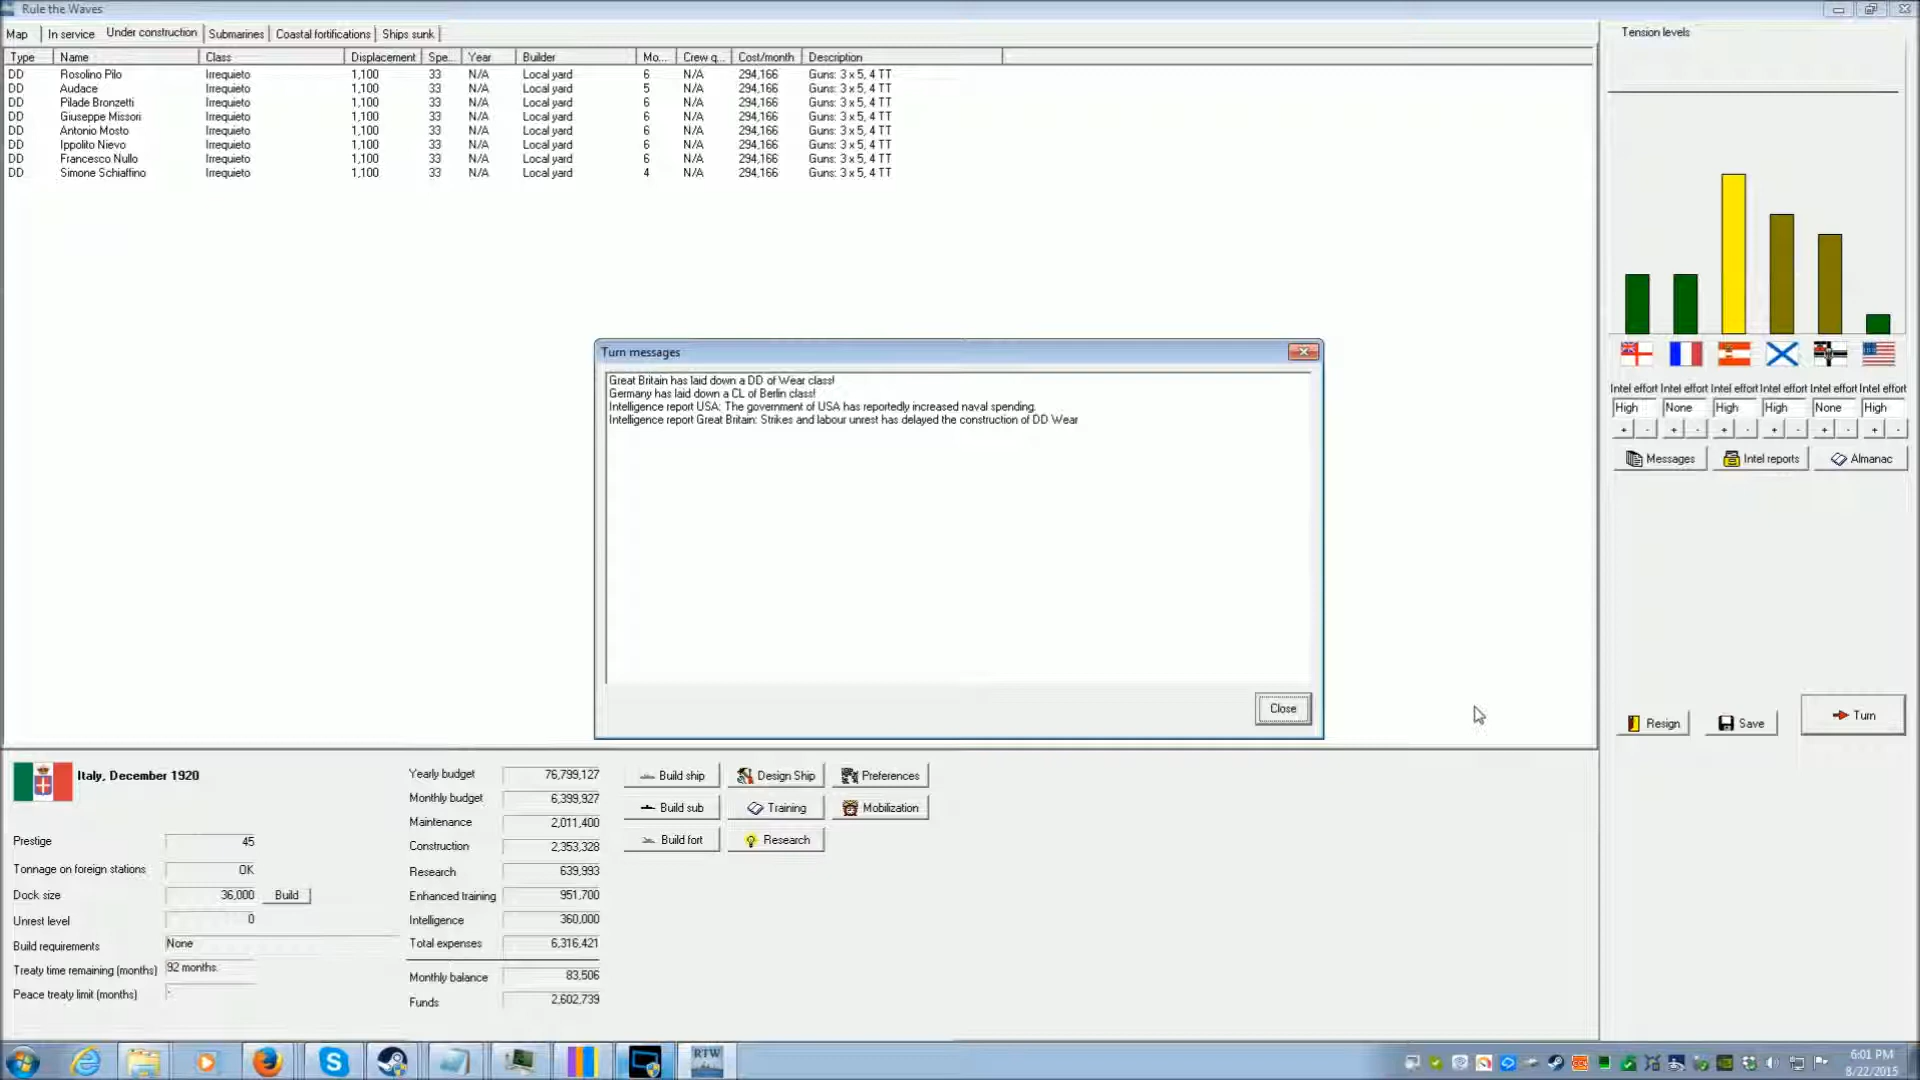 Rule the Waves
Map In service Under construction Submarines Coastal fortifications Ships sunk
Type Name Class Displacement Spe... Year Builder Mo... Crew q... Cost/month Description
DD Rosolino Pilo Irrequieto 1,100 33 N/A Local yard 6 N/A 294,166 Guns: 3 x 5, 4 TT
DD Audace Irrequieto 1,100 33 N/A Local yard 5 N/A 294,166 Guns: 3 x 5, 4 TT
DD Pilade Bronzetti Irrequieto 1,100 33 N/A Local yard 6 N/A 294,166 Guns: 3 x 5, 4 TT
DD Giuseppe Missori Irrequieto 1,100 33 N/A Local yard 6 N/A 294,166 Guns: 3 x 5, 4 TT
DD Antonio Mosto Irrequieto 1,100 33 N/A Local yard 6 N/A 294,166 Guns: 3 x 5, 4 TT
DD Ippolito Nievo Irrequieto 1,100 33 N/A Local yard 6 N/A 294,166 Guns: 3 x 5, 4 TT
DD Francesco Nullo Irrequieto 1,100 33 N/A Local yard 6 N/A 294,166 Guns: 3 x 5, 4 TT
DD Simone Schiaffino Irrequieto 1,100 33 N/A Local yard 4 N/A 294,166 Guns: 3 x 5, 4 TT
Tension levels
Intel effort Intel effort Intel effort Intel effort Intel effort Intel effort
High None High High None High
+ - + - + - + - + - + -
Messages Intel reports Almanac
Turn messages
Great Britain has laid down a DD of Wear class!
Germany has laid down a CL of Berlin class!
Intelligence report USA: The government of USA has reportedly increased naval spending.
Intelligence report Great Britain: Strikes and labour unrest has delayed the construction of DD Wear
Close
Resign Save Turn
Italy, December 1920
Prestige 45
Tonnage on foreign stations OK
Dock size 36,000 Build
Unrest level 0
Build requirements None
Treaty time remaining (months) 92 months.
Peace treaty limit (months) -
Yearly budget 76,799,127
Monthly budget 6,399,927
Maintenance 2,011,400
Construction 2,353,328
Research 639,993
Enhanced training 951,700
Intelligence 360,000
Total expenses 6,316,421
Monthly balance 83,506
Funds 2,602,739
Build ship Design Ship Preferences
Build sub Training Mobilization
Build fort Research
RTW
6:01 PM
8/22/2015